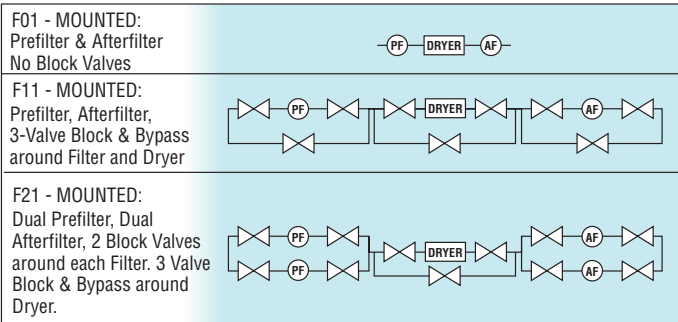 F01 - MOUNTED:
Prefilter & Afterfilter
No Block Valves
PF DRYER AF
F11 - MOUNTED:
Prefilter, Afterfilter,
3-Valve Block & Bypass
around Filter and Dryer
PF DRYER AF
F21 - MOUNTED:
Dual Prefilter, Dual
Afterfilter, 2 Block Valves
around each Filter. 3 Valve
Block & Bypass around
Dryer.
PF AF
DRYER
PF AF